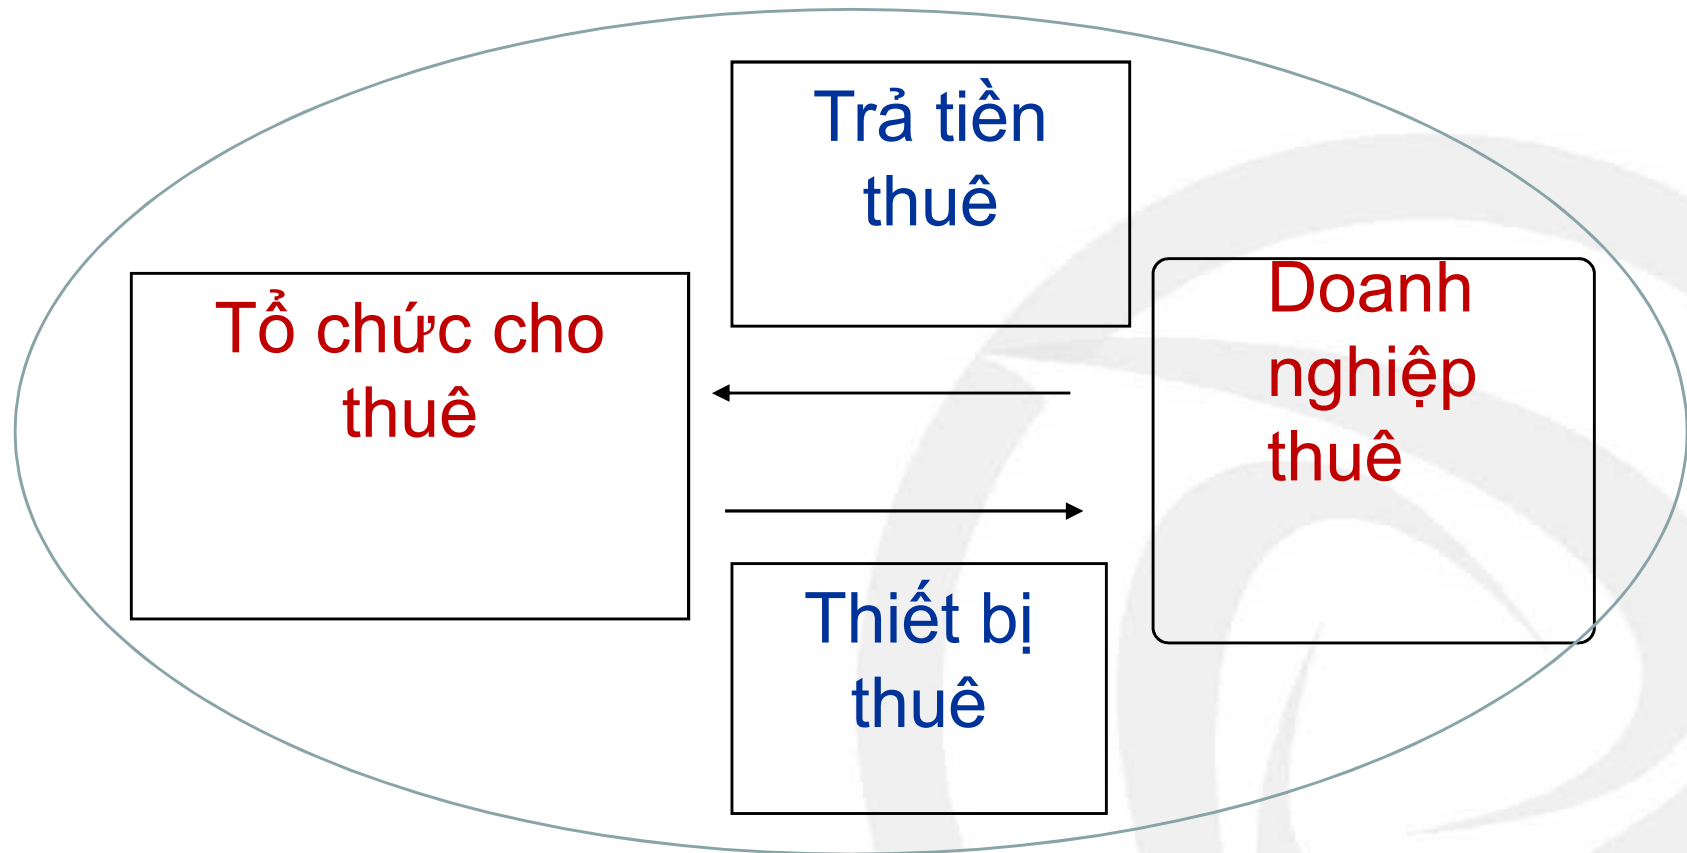 Trả tiền
thuê
Tổ chức cho
thuê
Doanh
nghiệp
thuê
Thiết bị
thuê